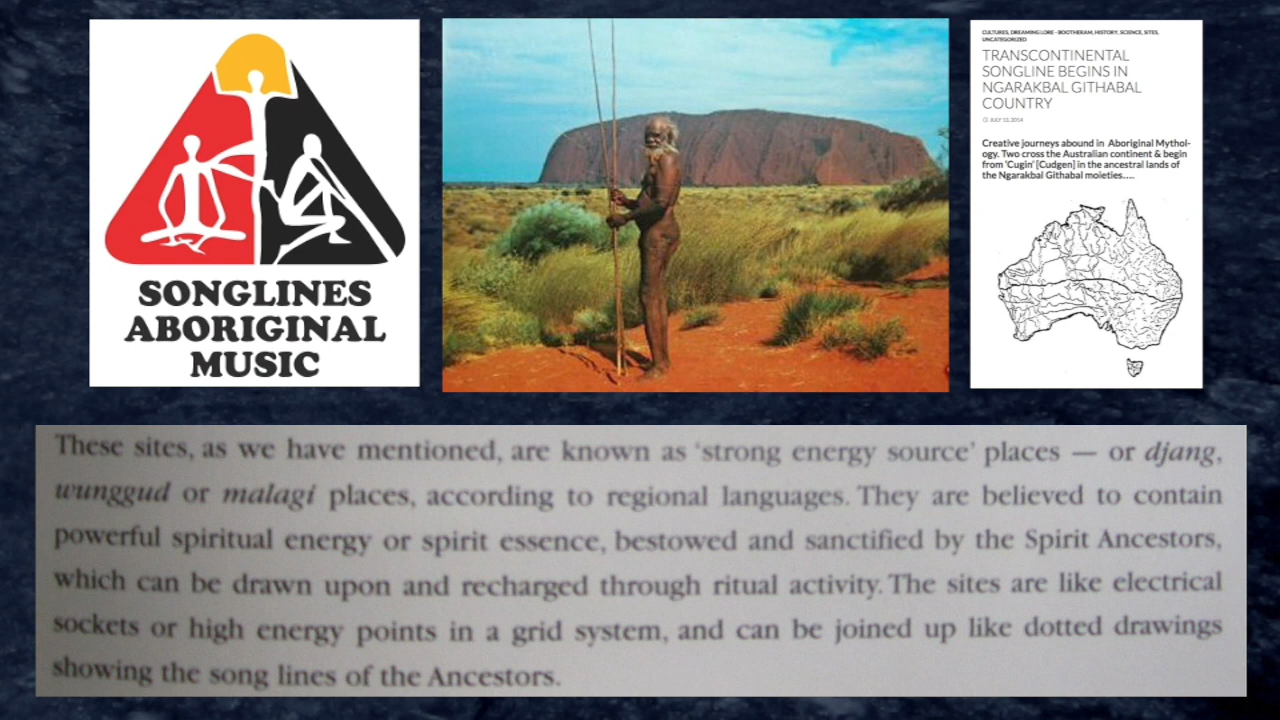 SONGLINES
ABORIGINAL
MUSIC
CULTURES, DREAMING LORE - BOOTHERAM, HISTORY, SCIENCE, SITES,
UNCATEGORIZED
TRANSCONTINENTAL
SONGLINE BEGINS IN
NGARAKBAL GITHABAL
COUNTRY
JULY 13, 2014
Creative journeys abound in Aboriginal Mythol-
ogy. Two cross the Australian continent & begin
from 'Cugin' [Cudgen] in the ancestral lands of
the Ngarakbal Githabal moieties.....
These sites, as we have mentioned, are known as 'strong energy source' places — or djang,
wunggud or malagi places, according to regional languages. They are believed to contain
powerful spiritual energy or spirit essence, bestowed and sanctified by the Spirit Ancestors,
which can be drawn upon and recharged through ritual activity. The sites are like electrical
sockets or high energy points in a grid system, and can be joined up like dotted drawings
showing the song lines of the Ancestors.